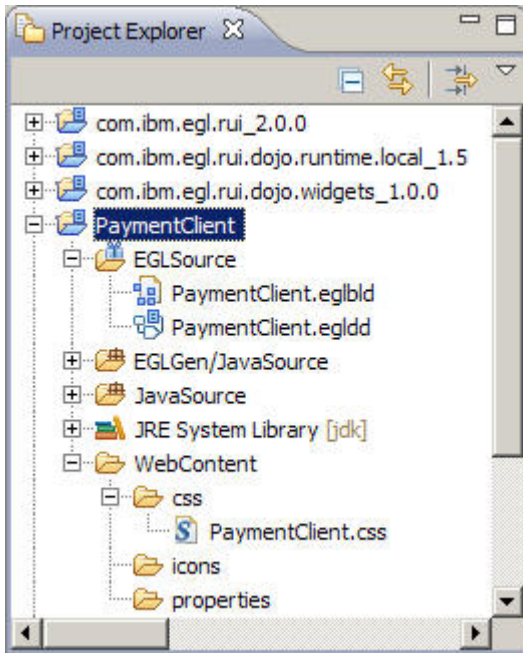 Project Explorer
com.ibm.egl.rui_2.0.0
com.ibm.egl.rui.dojo.runtime.local_1.5
com.ibm.egl.rui.dojo.widgets_1.0.0
PaymentClient
EGLSource
PaymentClient.eglbld
PaymentClient.egldd
EGLGen/JavaSource
JavaSource
JRE System Library [jdk]
WebContent
css
PaymentClient.css
icons
properties